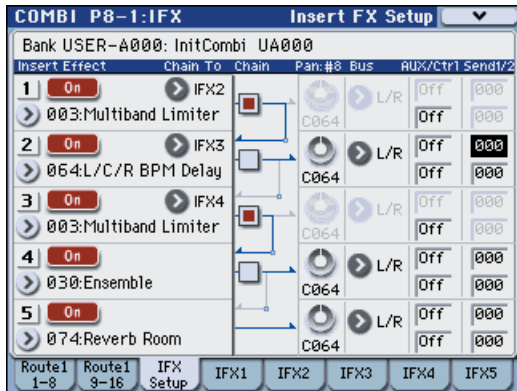 COMBI P8-1:IFX Insert FX Setup
Bank USER-A000: InitCombi UA000
Insert Effect Chain To Chain Pan:#8 Bus AUX/Ctrl Send1/2
1 On IFX2 L/R Off 000
003:Multiband Limiter C064 Off 000
2 On IFX3 L/R Off 000
064:L/C/R BPM Delay C064 Off 000
3 On IFX4 L/R Off 000
003:Multiband Limiter C064 Off 000
4 On L/R Off 000
030:Ensemble C064 Off 000
5 On L/R Off 000
074:Reverb Room C064 Off 000
Route1 1-8 Route1 9-16 IFX Setup IFX1 IFX2 IFX3 IFX4 IFX5